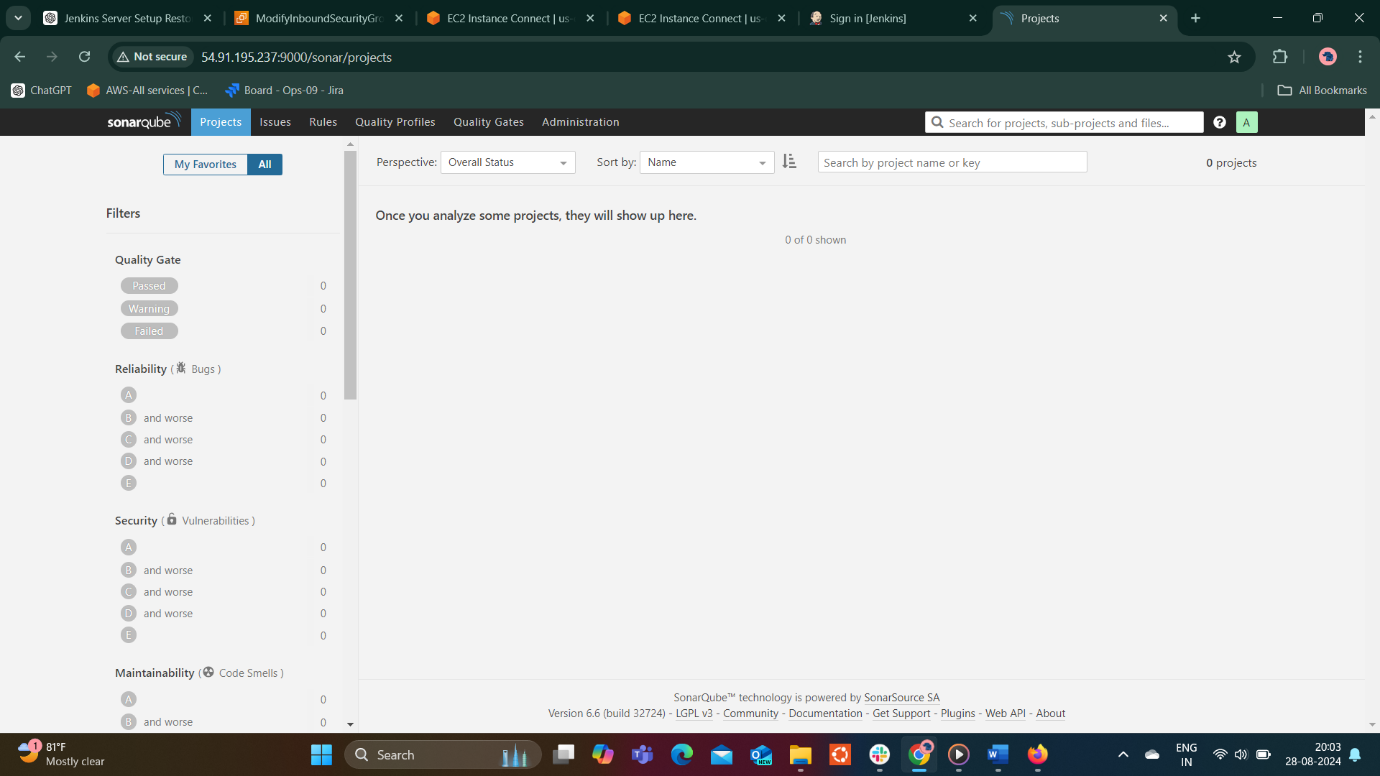 Jenkins Server Setup Resto
ModifyInboundSecurityGro
EC2 Instance Connect | us-
EC2 Instance Connect | us-
Sign in [Jenkins]
Projects
Not secure
54.91.195.237:9000/sonar/projects
ChatGPT
AWS-All services | C...
Board - Ops-09 - Jira
All Bookmarks
sonarqube
Projects
Issues
Rules
Quality Profiles
Quality Gates
Administration
Search for projects, sub-projects and files...
?
A
My Favorites
All
Perspective:
Overall Status
Sort by:
Name
Search by project name or key
0 projects
Filters
Once you analyze some projects, they will show up here.
0 of 0 shown
Quality Gate
Passed 0
Warning 0
Failed 0
Reliability ( Bugs )
A 0
B and worse 0
C and worse 0
D and worse 0
E 0
Security ( Vulnerabilities )
A 0
B and worse 0
C and worse 0
D and worse 0
E 0
Maintainability ( Code Smells )
A 0
B and worse 0
SonarQube™ technology is powered by SonarSource SA
Version 6.6 (build 32724) - LGPL v3 - Community - Documentation - Get Support - Plugins - Web API - About
1
81°F
Mostly clear
Search
NEW
ENG
IN
20:03
28-08-2024